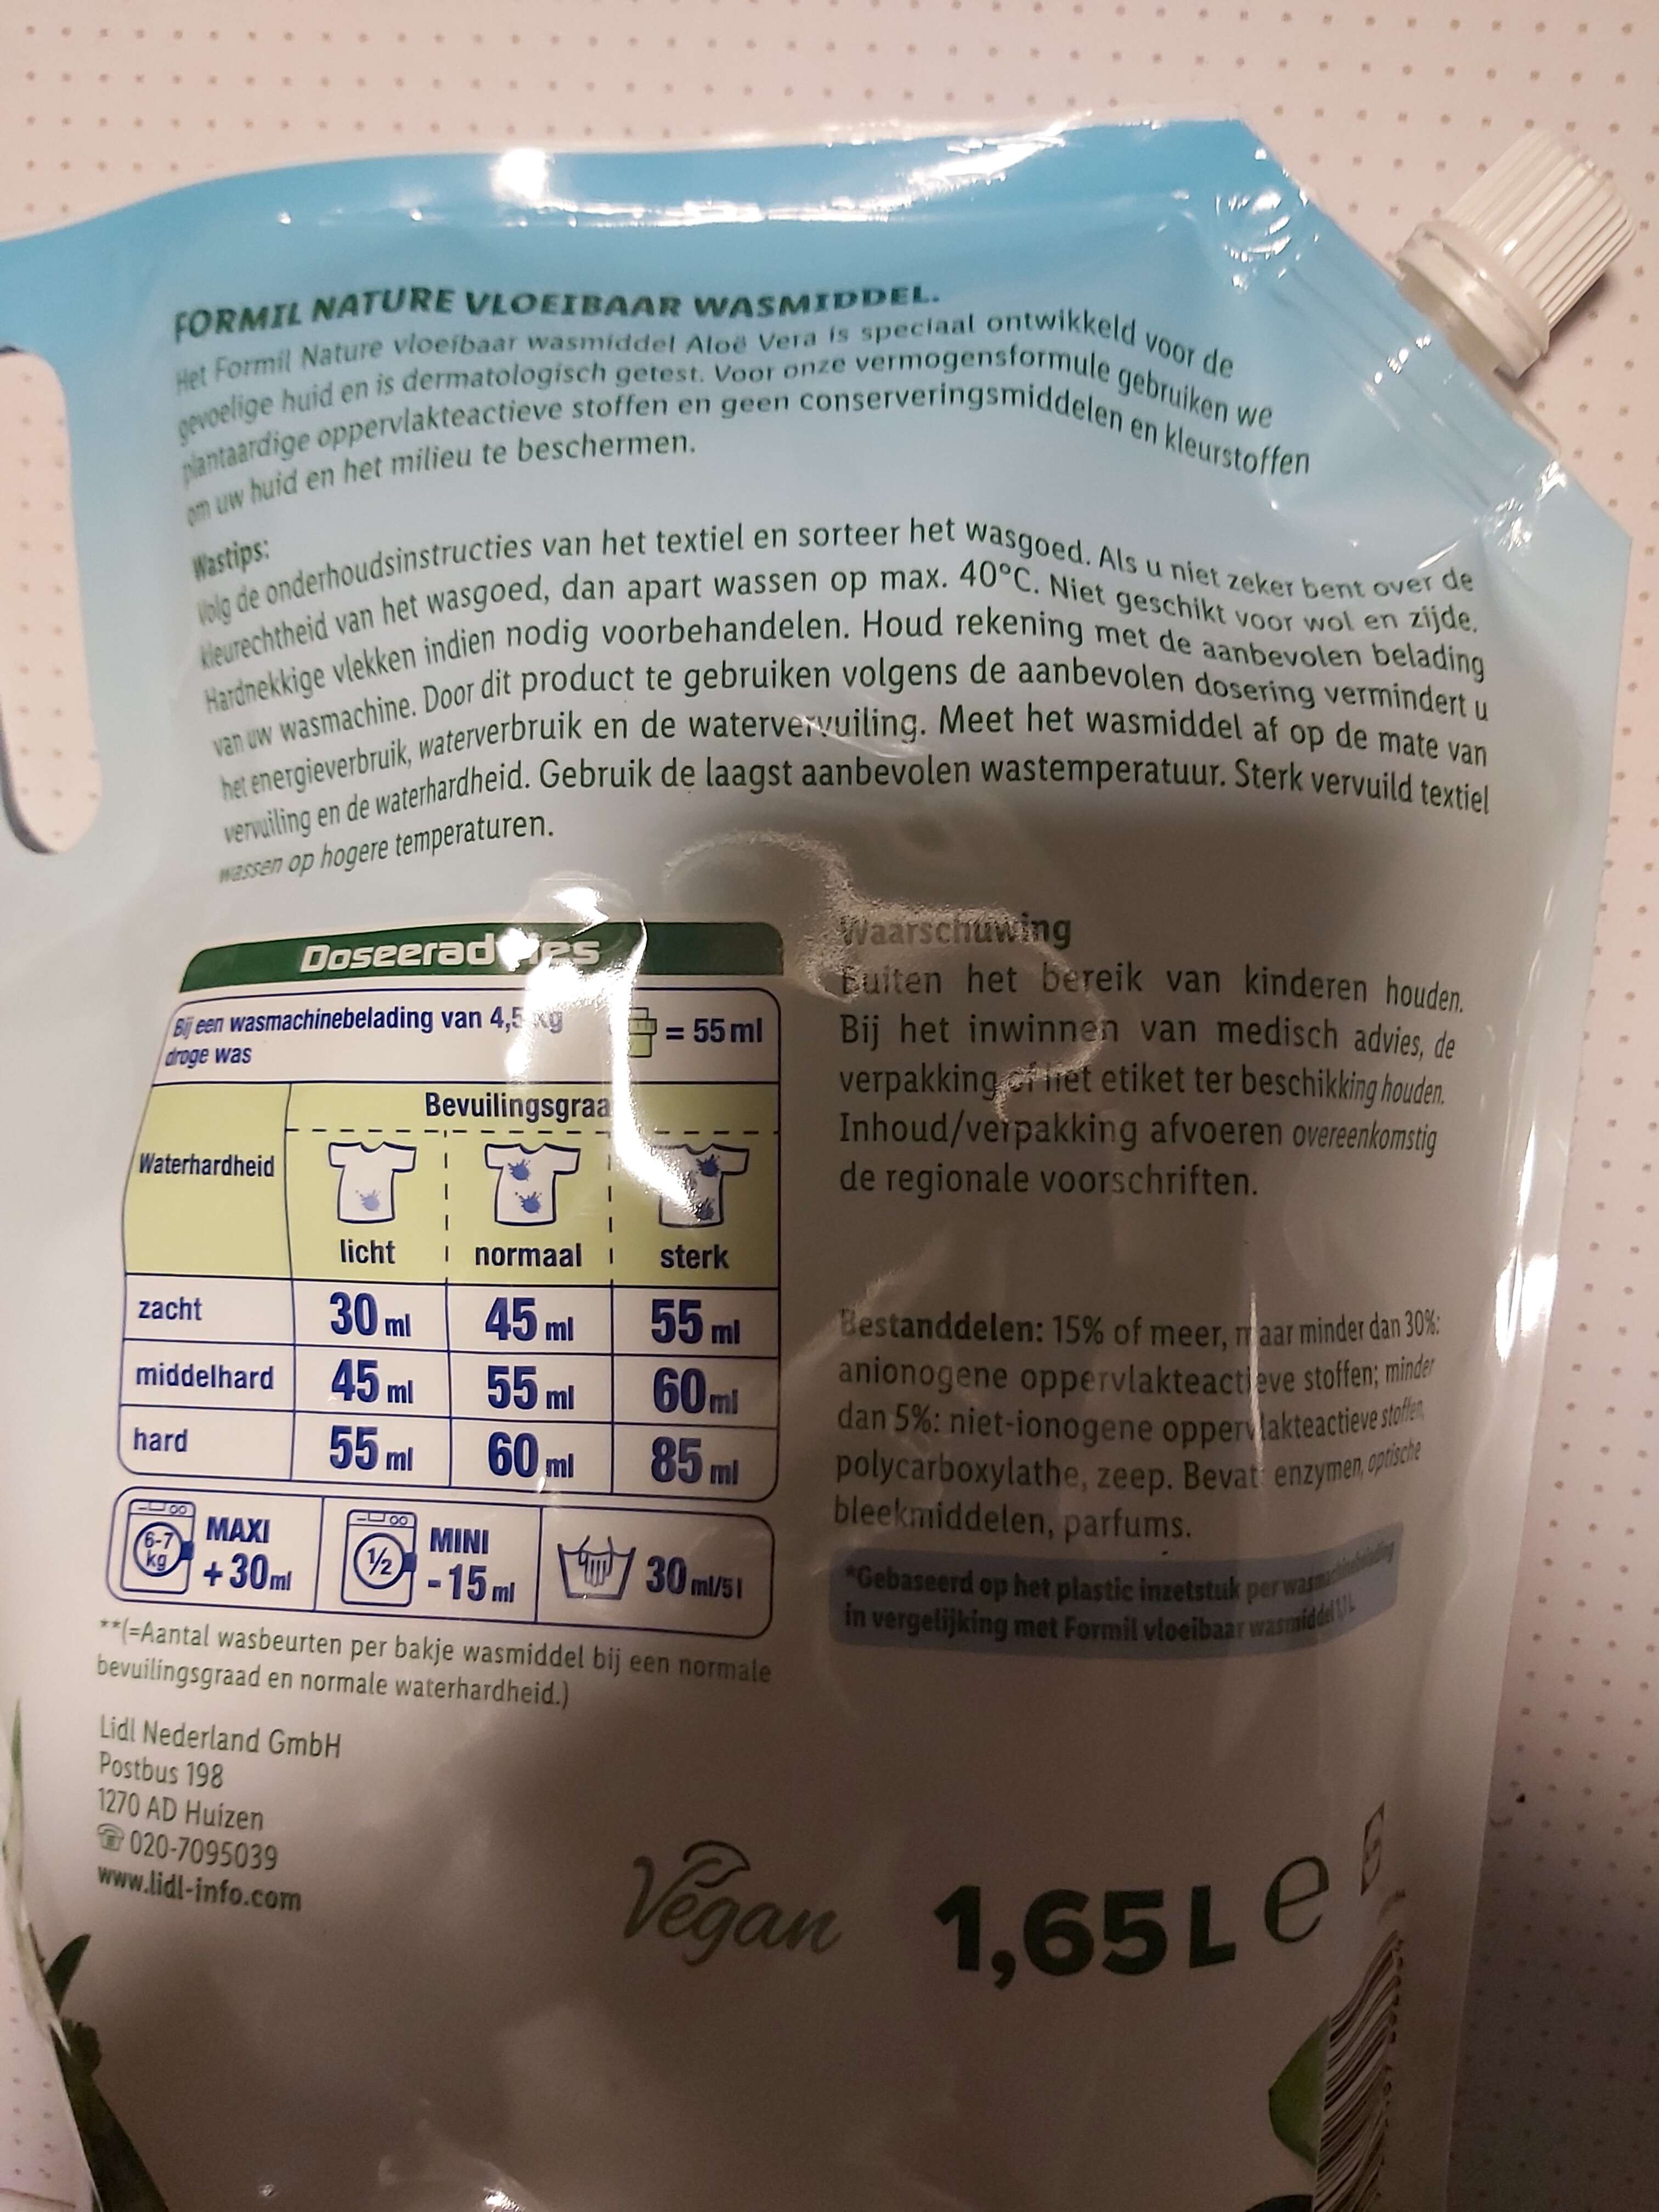 FORMIL NATURE VLOEIBAAR WASMIDDEL.
Het Formil Nature vloeibaar wasmiddel Aloë Vera is speciaal ontwikkeld voor de
gevoelige huid en is dermatologisch getest. Voor onze vermogensformule gebruiken we
plantaardige oppervlakteactieve stoffen en geen conserveringsmiddelen en kleurstoffen
om uw huid en het milieu te beschermen.
Wastips:
Volg de onderhoudsinstructies van het textiel en sorteer het wasgoed. Als u niet zeker bent over de
kleurechtheid van het wasgoed, dan apart wassen op max. 40°C. Niet geschikt voor wol en zijde.
Hardnekkige vlekken indien nodig voorbehandelen. Houd rekening met de aanbevolen belading
van uw wasmachine. Door dit product te gebruiken volgens de aanbevolen dosering vermindert u
het energieverbruik, waterverbruik en de watervervuiling. Meet het wasmiddel af op de mate van
vervuiling en de waterhardheid. Gebruik de laagst aanbevolen wastemperatuur. Sterk vervuild textiel
wassen op hogere temperaturen.
Doseeradvies
Bij een wasmachinebelading van 4,5 kg
droge was
= 55 ml
Bevuilingsgraad
Waterhardheid
licht normaal sterk
zacht 30 ml 45 ml 55 ml
middelhard 45 ml 55 ml 60 ml
hard 55 ml 60 ml 85 ml
6-7 kg MAXI + 30 ml
1/2 MINI - 15 ml
30 ml/5 l
**(=Aantal wasbeurten per bakje wasmiddel bij een normale
bevuilingsgraad en normale waterhardheid.)
Lidl Nederland GmbH
Postbus 198
1270 AD Huizen
☎ 020-7095039
www.lidl-info.com
Waarschuwing
Buiten het bereik van kinderen houden.
Bij het inwinnen van medisch advies, de
verpakking of het etiket ter beschikking houden.
Inhoud/verpakking afvoeren overeenkomstig
de regionale voorschriften.
Bestanddelen: 15% of meer, maar minder dan 30%:
anionogene oppervlakteactieve stoffen; minder
dan 5%: niet-ionogene oppervlakteactieve stoffen,
polycarboxylathe, zeep. Bevat: enzymen, optische
bleekmiddelen, parfums.
*Gebaseerd op het plastic inzetstuk per wasmachinebelading
in vergelijking met Formil vloeibaar wasmiddel 1,1 L
Vegan
1,65 L e